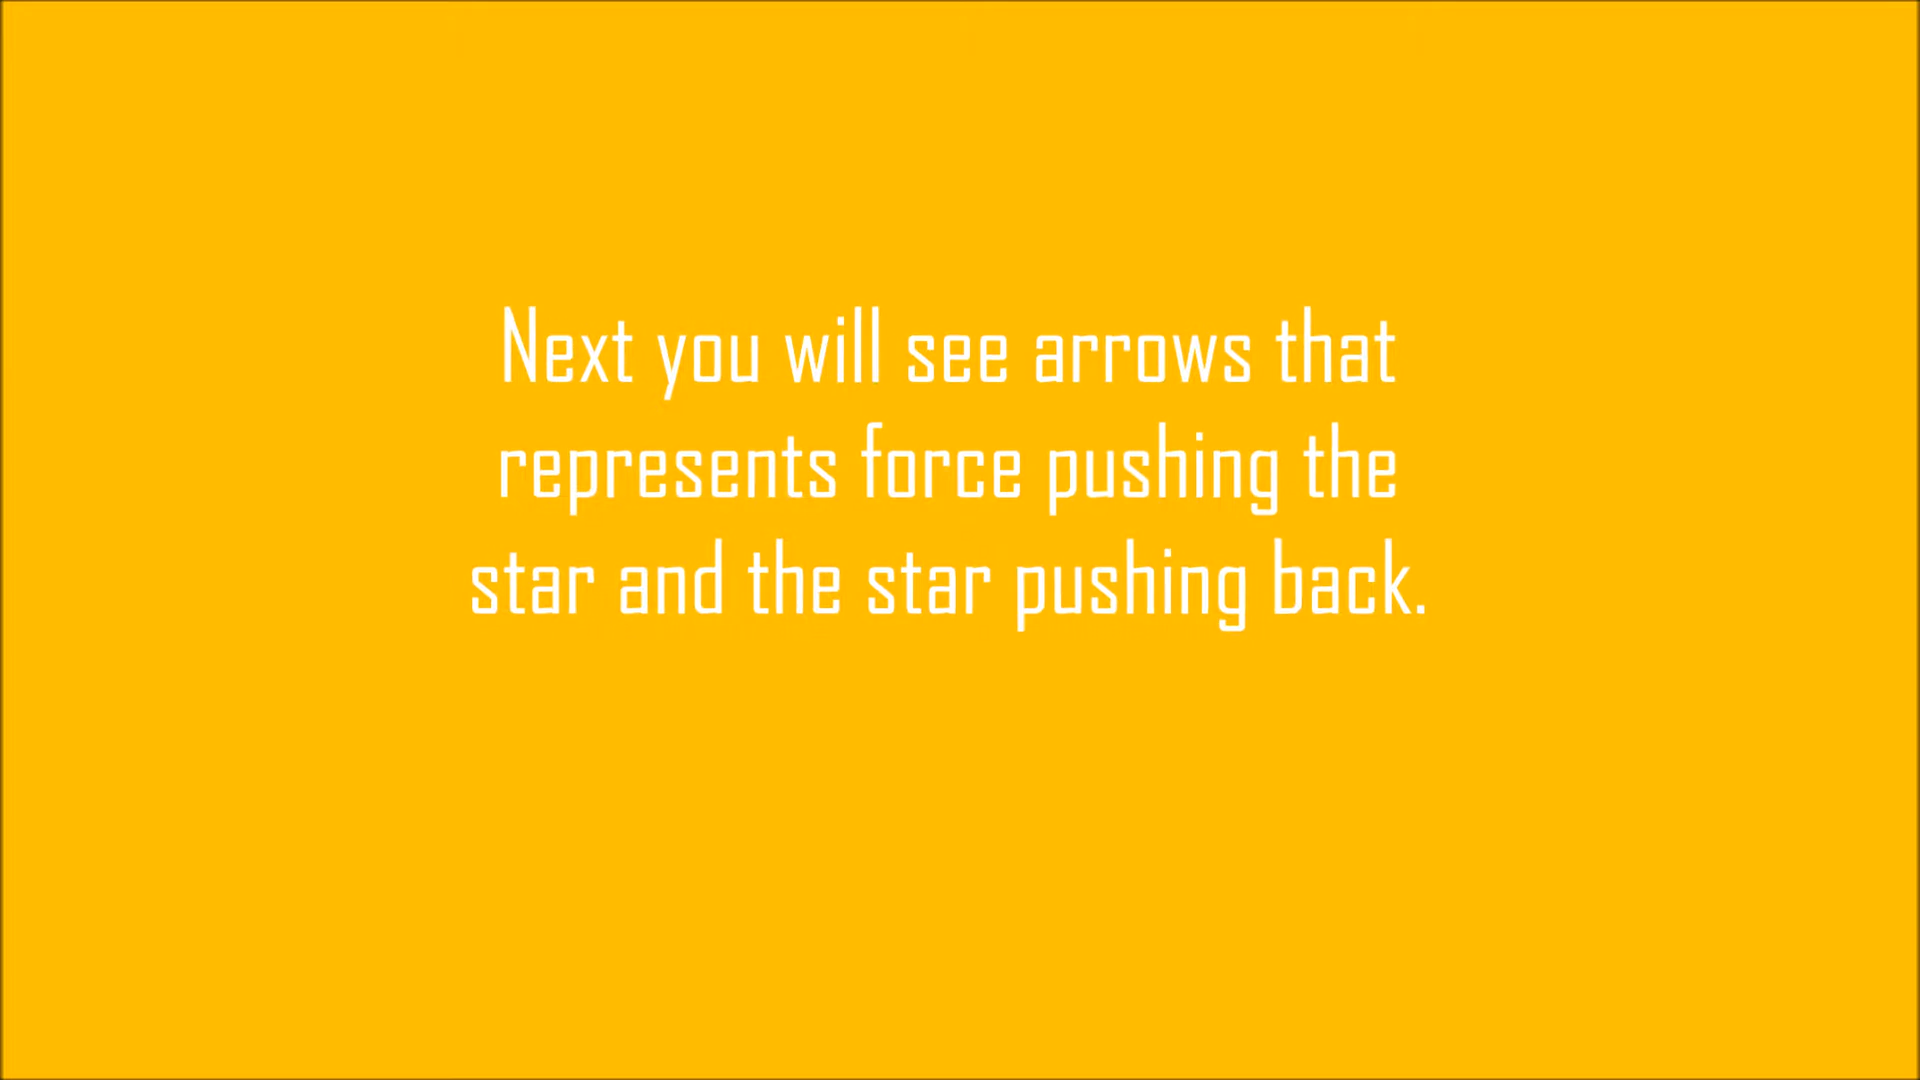 Next you will see arrows that
represents force pushing the
star and the star pushing back.